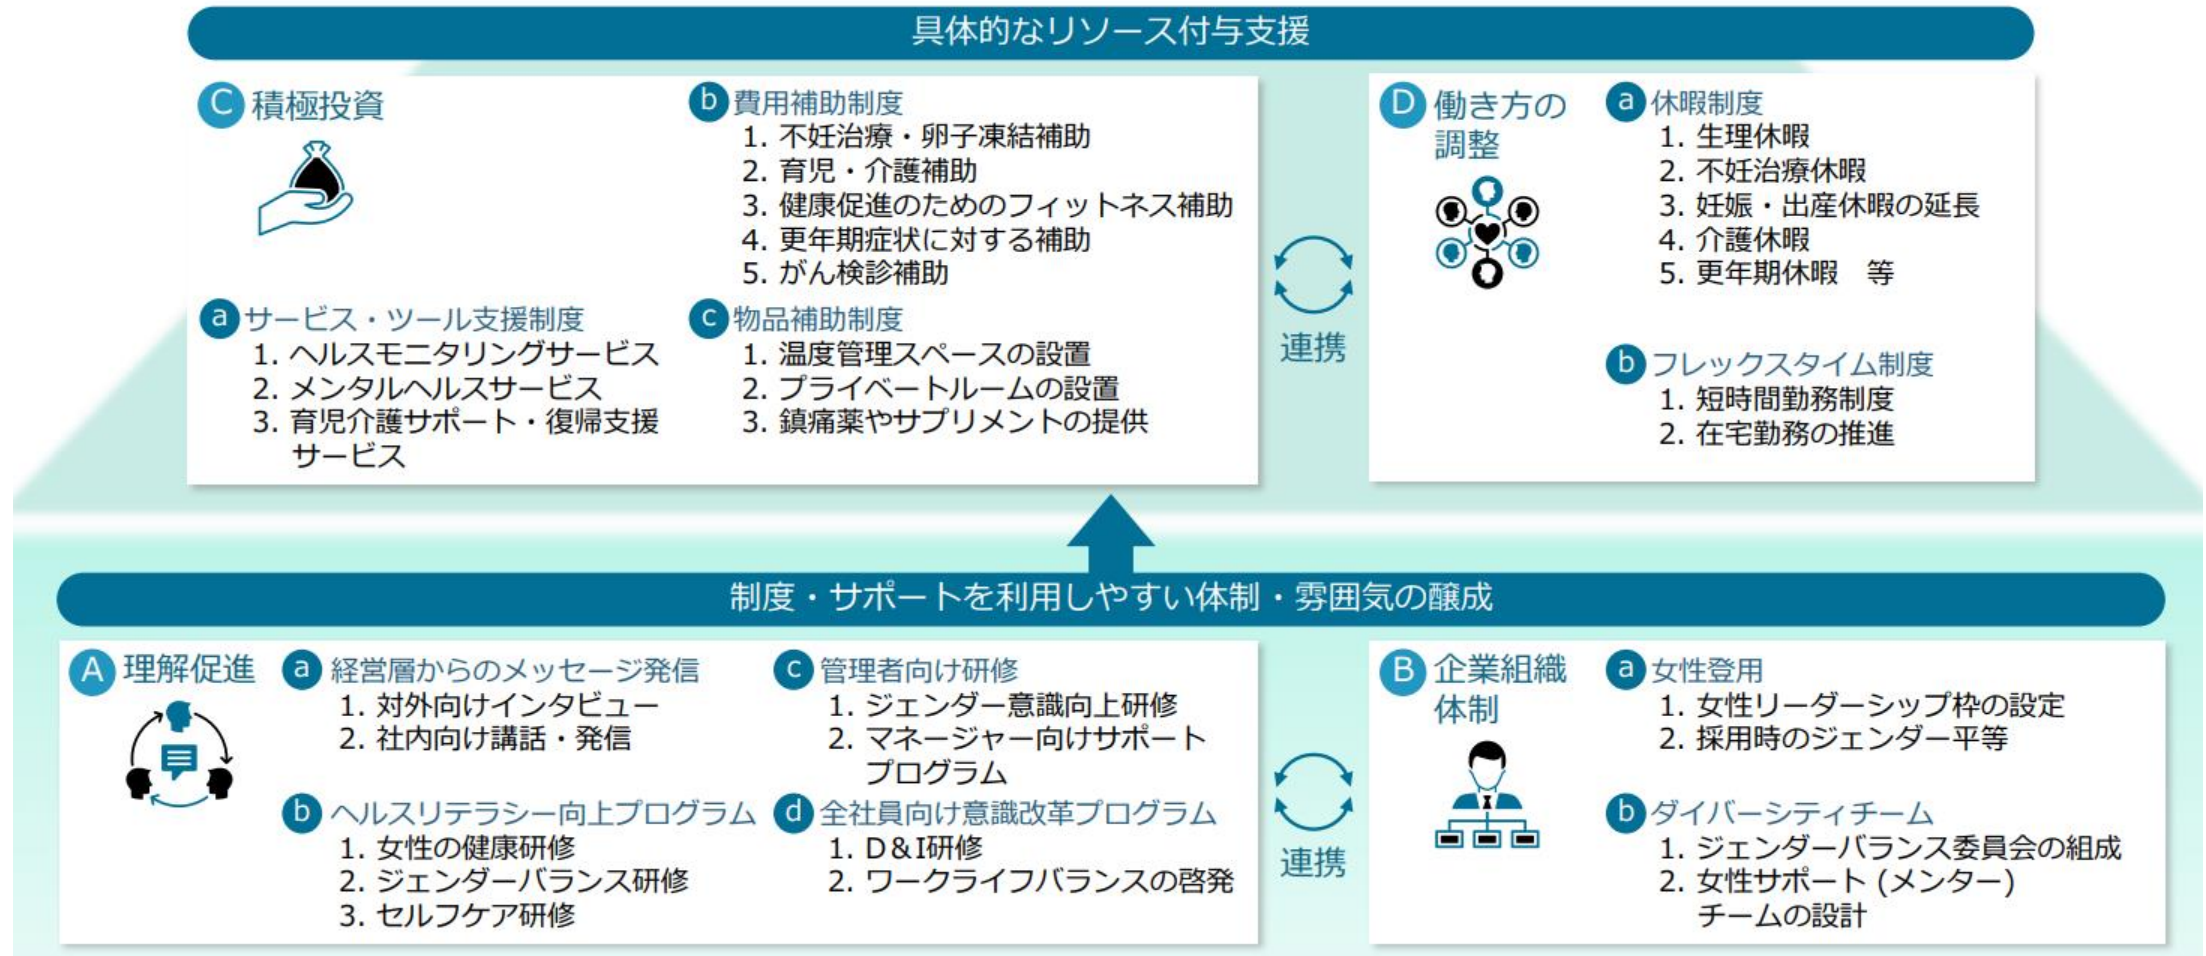 具体的なリソース付与支援
C 積極投資
a サービス・ツール支援制度
1. ヘルスモニタリングサービス
2. メンタルヘルスサービス
3. 育児介護サポート・復帰支援
サービス
b 費用補助制度
1. 不妊治療・卵子凍結補助
2. 育児・介護補助
3. 健康促進のためのフィットネス補助
4. 更年期症状に対する補助
5. がん検診補助
c 物品補助制度
1. 温度管理スペースの設置
2. プライベートルームの設置
3. 鎮痛薬やサプリメントの提供
連携
D 働き方の
調整
a 休暇制度
1. 生理休暇
2. 不妊治療休暇
3. 妊娠・出産休暇の延長
4. 介護休暇
5. 更年期休暇　等
b フレックスタイム制度
1. 短時間勤務制度
2. 在宅勤務の推進
制度・サポートを利用しやすい体制・雰囲気の醸成
A 理解促進
a 経営層からのメッセージ発信
1. 対外向けインタビュー
2. 社内向け講話・発信
b ヘルスリテラシー向上プログラム
1. 女性の健康研修
2. ジェンダーバランス研修
3. セルフケア研修
c 管理者向け研修
1. ジェンダー意識向上研修
2. マネージャー向けサポート
プログラム
d 全社員向け意識改革プログラム
1. D&I研修
2. ワークライフバランスの啓発
連携
B 企業組織
体制
a 女性登用
1. 女性リーダーシップ枠の設定
2. 採用時のジェンダー平等
b ダイバーシティチーム
1. ジェンダーバランス委員会の組成
2. 女性サポート (メンター)
チームの設計